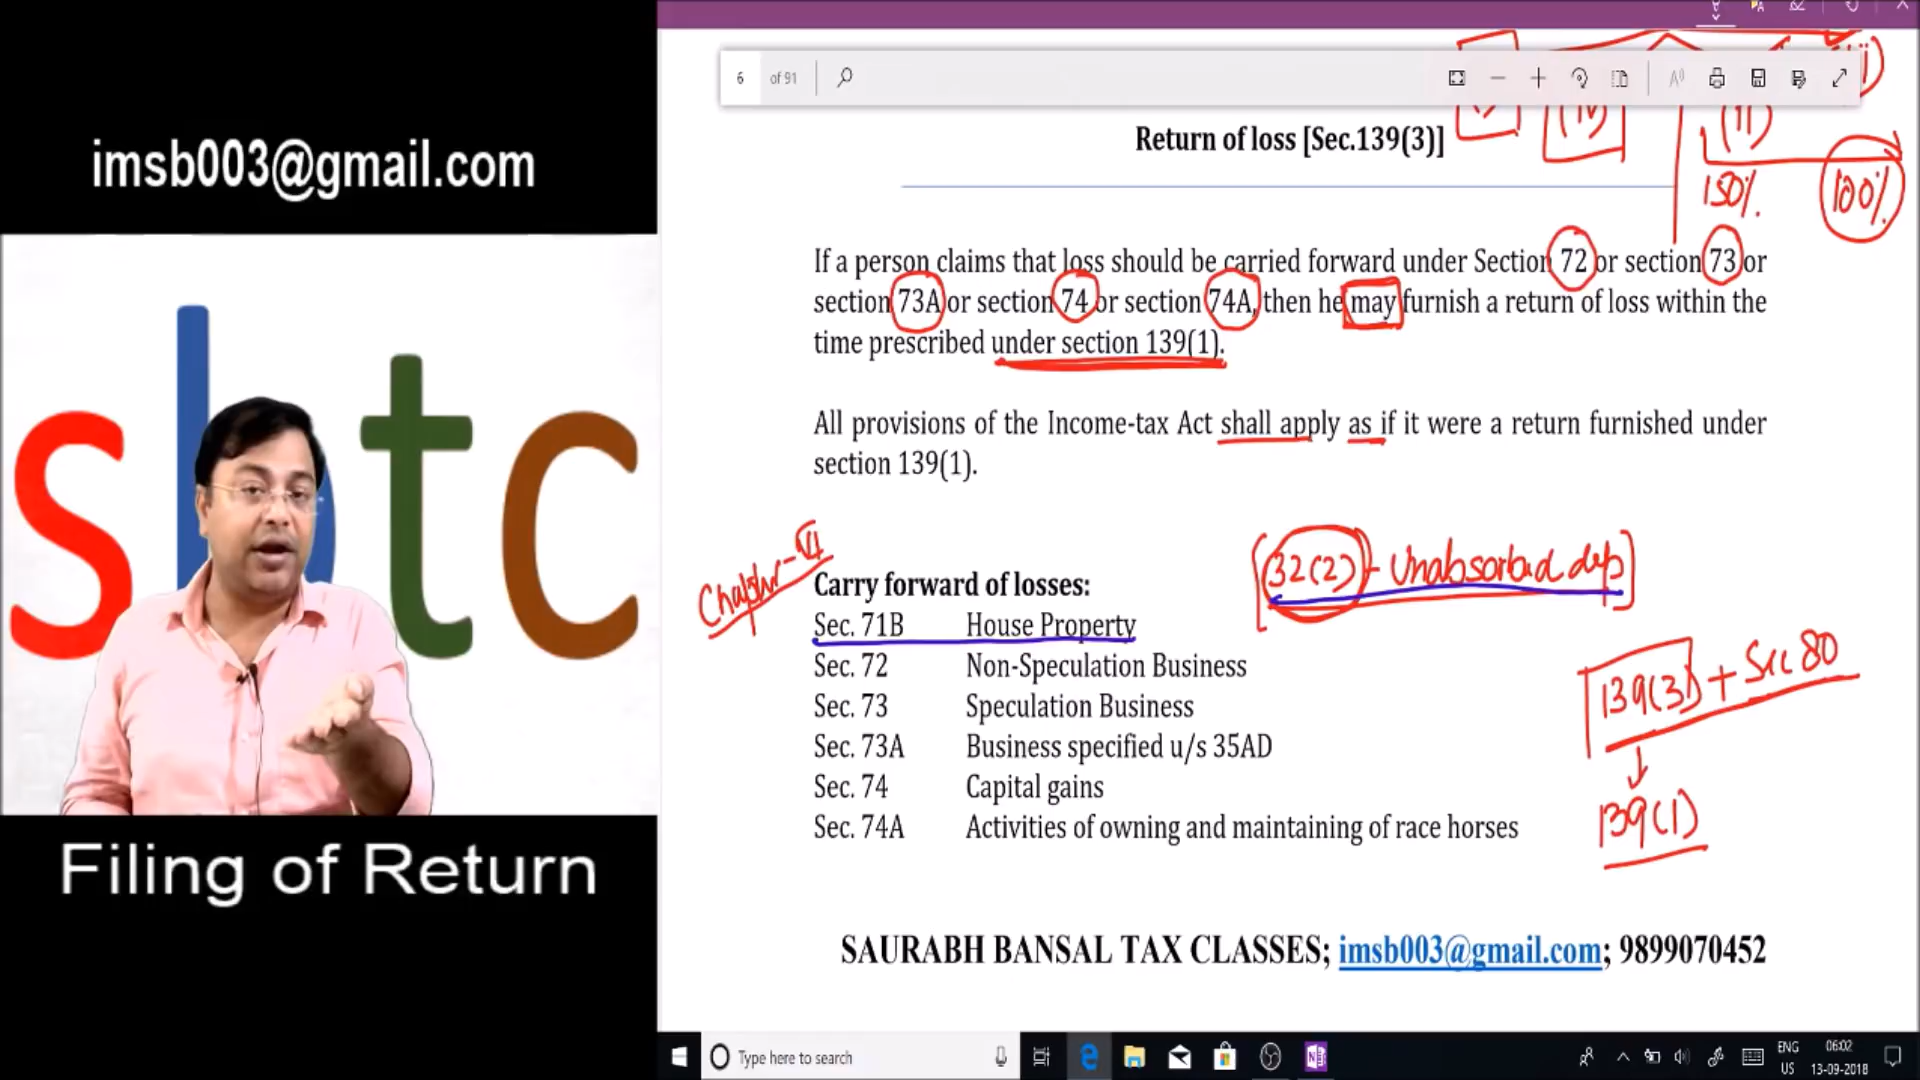 imsb003@gmail.com
sbtc
Filing of Return
6 of 91
Return of loss [Sec.139(3)]
150%
100%
If a person claims that loss should be carried forward under Section 72 or section 73 or
section 73A or section 74 or section 74A, then he may furnish a return of loss within the
time prescribed under section 139(1).
All provisions of the Income-tax Act shall apply as if it were a return furnished under
section 139(1).
Chapter-VI
[32(2) - Unabsorbed dep]
Carry forward of losses:
Sec. 71B House Property
Sec. 72 Non-Speculation Business
Sec. 73 Speculation Business
Sec. 73A Business specified u/s 35AD
Sec. 74 Capital gains
Sec. 74A Activities of owning and maintaining of race horses
139(3) + Sec 80
139(1)
SAURABH BANSAL TAX CLASSES; imsb003@gmail.com; 9899070452
Type here to search
ENG
US
06:02
13-09-2018